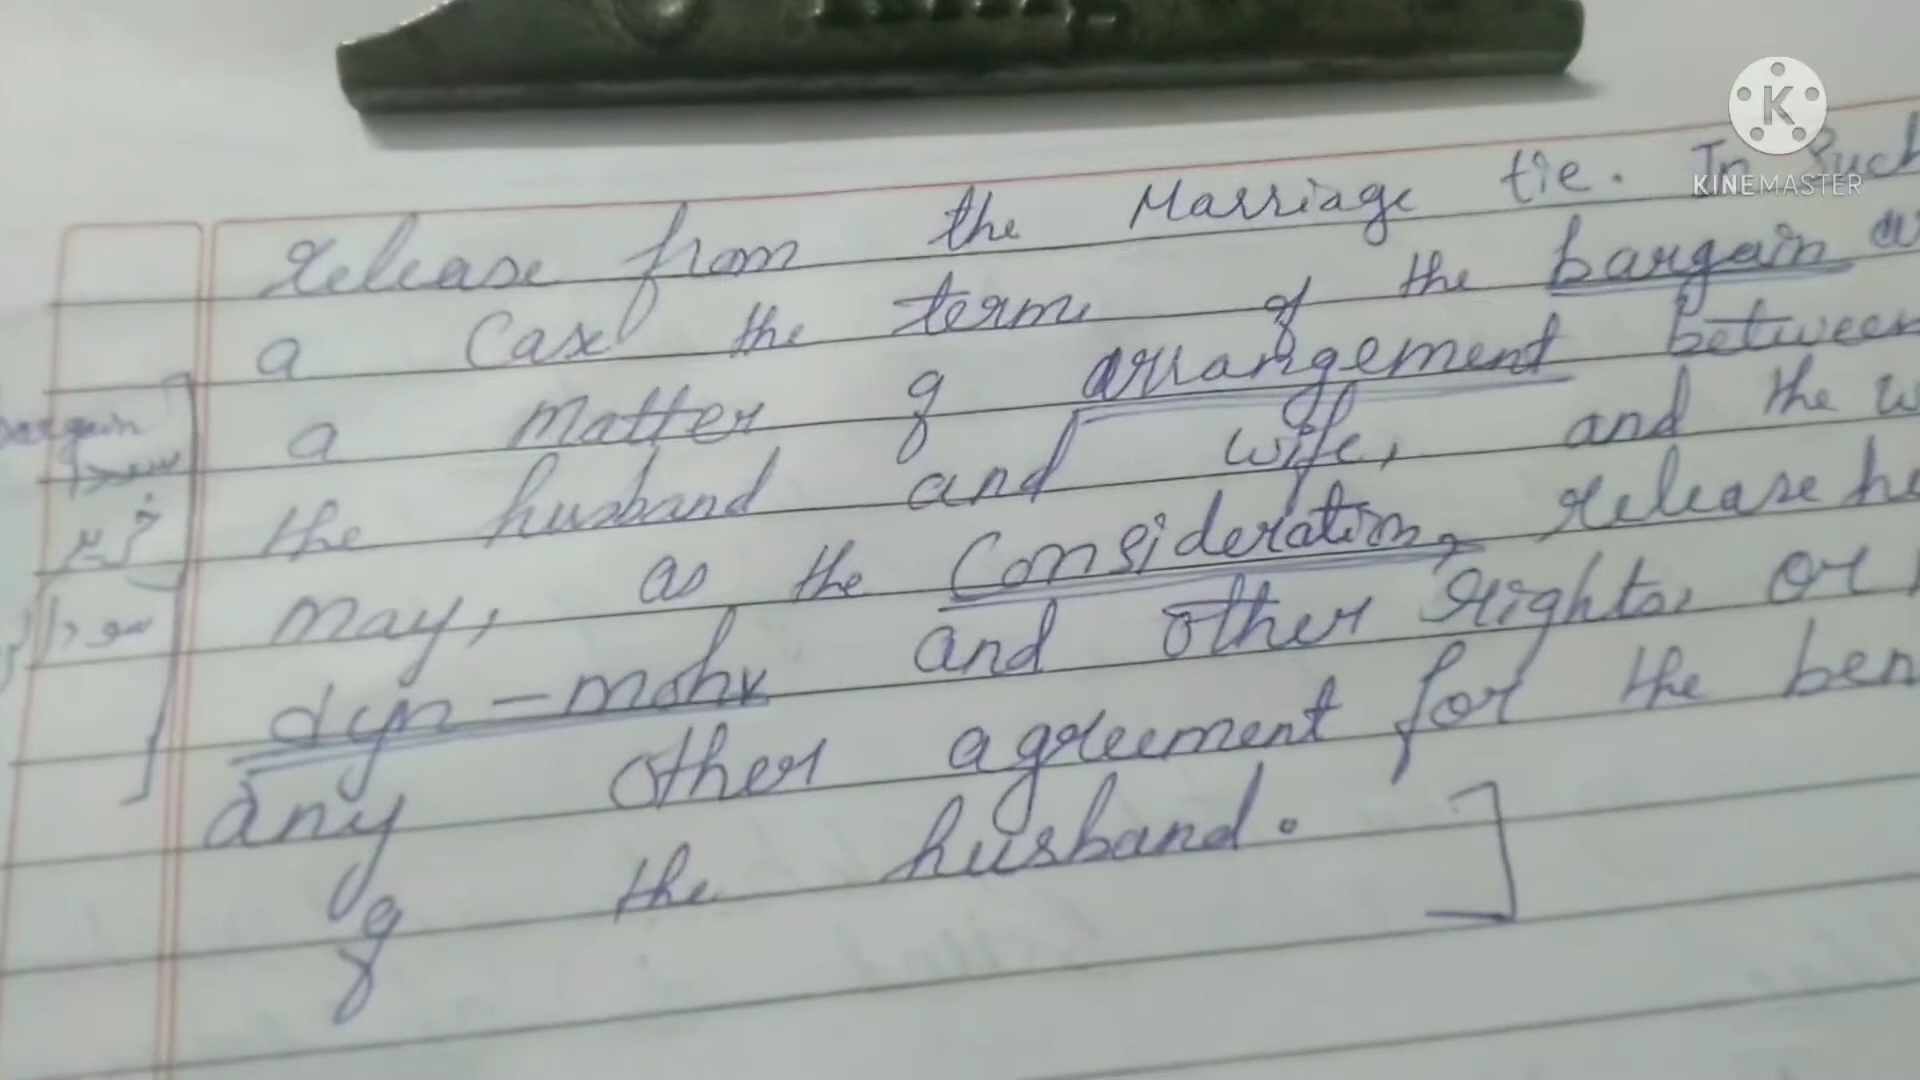 release from the Marriage tie. In Such
a Case the terms of the bargain
a matter of arrangement between
the husband and wife, and the
may, as the Consideration, release
dyn-mohr and other rights, or
any other agreement for the
of the husband.
bargain
KINEMASTER